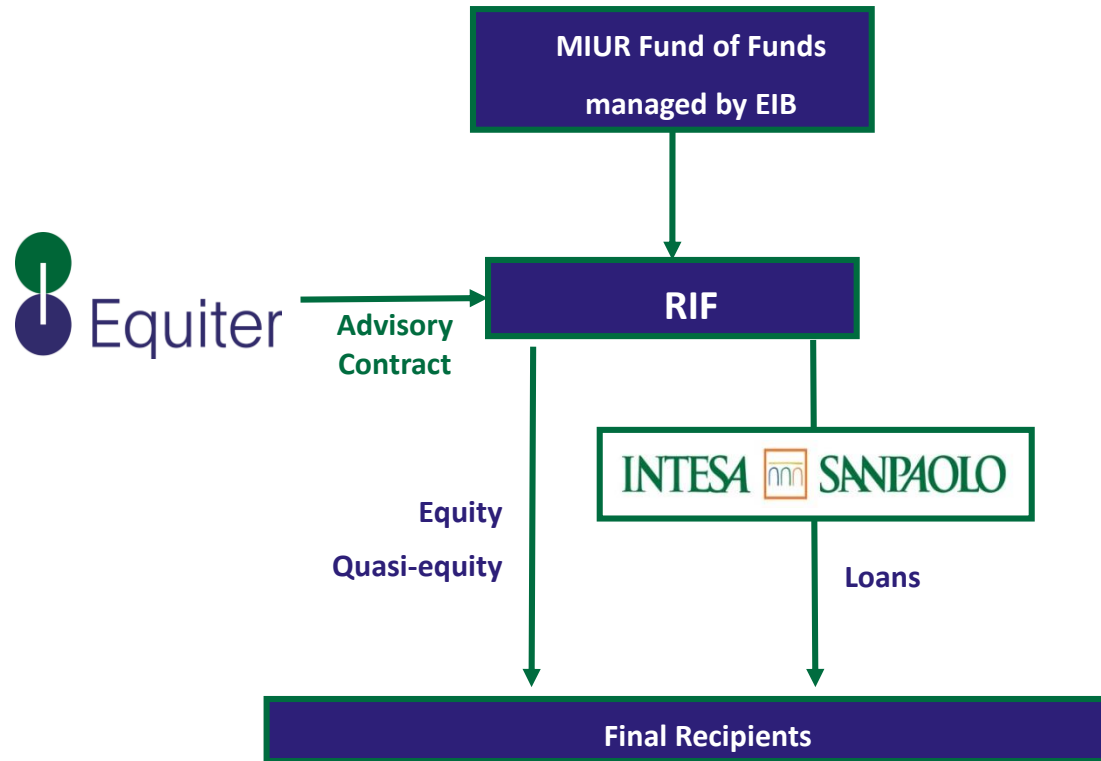 MIUR Fund of Funds
managed by EIB
Equiter
Advisory
Contract
RIF
INTESA SANPAOLO
Equity
Quasi-equity
Loans
Final Recipients